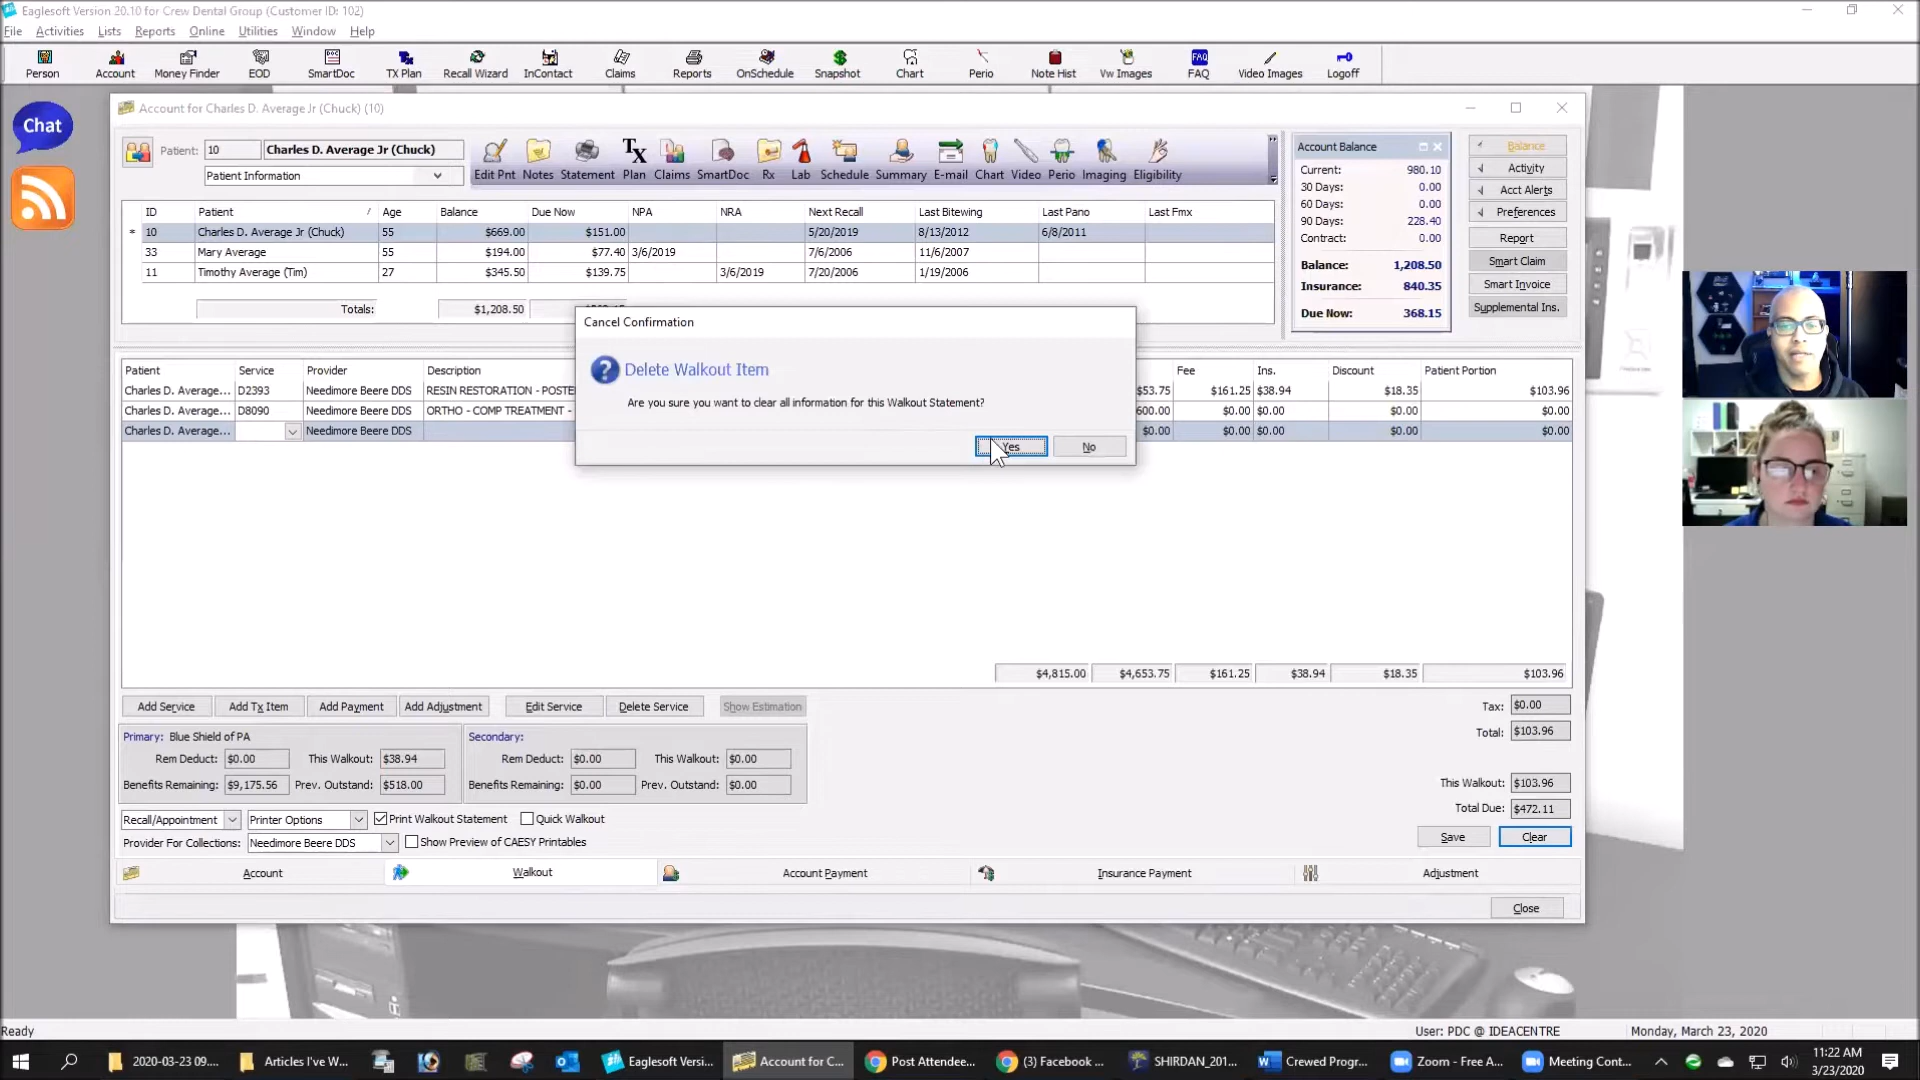 Eaglesoft Version 20.10 for Crew Dental Group (Customer ID: 102)
File Activities Lists Reports Online Utilities Window Help
Person Account Money Finder EOD SmartDoc TX Plan Recall Wizard InContact Claims Reports OnSchedule Snapshot Chart Perio Note Hist Vw Images FAQ Video Images Logoff
Chat
Account for Charles D. Average Jr (Chuck) (10)
Patient: 10 Charles D. Average Jr (Chuck)
Patient Information
Edit Pnt Notes Statement Plan Claims SmartDoc Rx Lab Schedule Summary E-mail Chart Video Perio Imaging Eligibility
Account Balance
Current: 980.10
30 Days: 0.00
60 Days: 0.00
90 Days: 228.40
Contract: 0.00
Balance: 1,208.50
Insurance: 840.35
Due Now: 368.15
Balance
Activity
Acct Alerts
Preferences
Report
Smart Claim
Smart Invoice
Supplemental Ins.
ID Patient / Age Balance Due Now NPA NRA Next Recall Last Bitewing Last Pano Last Fmx
* 10 Charles D. Average Jr (Chuck) 55 $669.00 $151.00 5/20/2019 8/13/2012 6/8/2011
33 Mary Average 55 $194.00 $77.40 3/6/2019 7/6/2006 11/6/2007
11 Timothy Average (Tim) 27 $345.50 $139.75 3/6/2019 7/20/2006 1/19/2006
Totals: $1,208.50
Cancel Confirmation
Delete Walkout Item
Are you sure you want to clear all information for this Walkout Statement?
Yes No
Patient Service Provider Description Fee Ins. Discount Patient Portion
Charles D. Average... D2393 Needimore Beere DDS RESIN RESTORATION - POSTE $53.75 $161.25 $38.94 $18.35 $103.96
Charles D. Average... D8090 Needimore Beere DDS ORTHO - COMP TREATMENT - 600.00 $0.00 $0.00 $0.00 $0.00
Charles D. Average... Needimore Beere DDS $0.00 $0.00 $0.00 $0.00 $0.00
$4,815.00 $4,653.75 $161.25 $38.94 $18.35 $103.96
Add Service Add Tx Item Add Payment Add Adjustment Edit Service Delete Service Show Estimation
Primary: Blue Shield of PA
Rem Deduct: $0.00 This Walkout: $38.94
Benefits Remaining: $9,175.56 Prev. Outstand: $518.00
Secondary:
Rem Deduct: $0.00 This Walkout: $0.00
Benefits Remaining: $0.00 Prev. Outstand: $0.00
Tax: $0.00
Total: $103.96
This Walkout: $103.96
Total Due: $472.11
Recall/Appointment Printer Options Print Walkout Statement Quick Walkout
Provider For Collections: Needimore Beere DDS Show Preview of CAESY Printables
Save Clear
Account Walkout Account Payment Insurance Payment Adjustment
Close
Ready User: PDC @ IDEACENTRE Monday, March 23, 2020
2020-03-23 09.... Articles I've W... Eaglesoft Versi... Account for C... Post Attendee... (3) Facebook ... SHIRDAN_201... Crewed Progr... Zoom - Free A... Meeting Cont...
11:22 AM
3/23/2020